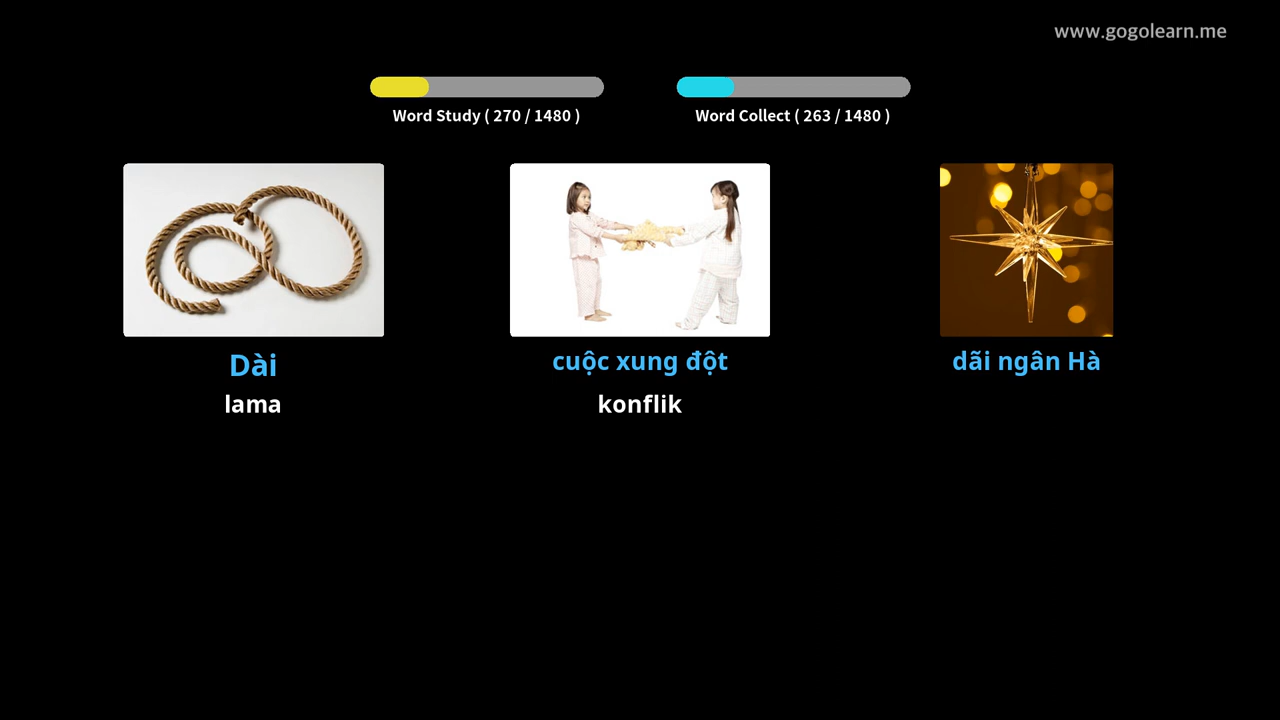 www.gogolearn.me
Word Study ( 270 / 1480 )
Word Collect ( 263 / 1480 )
Dài
lama
cuộc xung đột
konflik
dãi ngân Hà